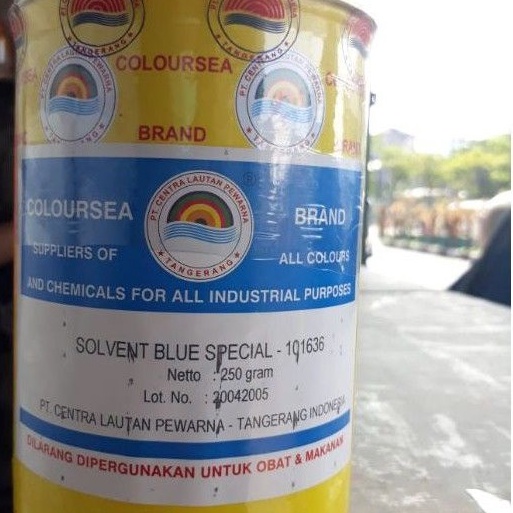 COLOURSEA
BRAND
PT CENTRA LAUTAN PEWARNA
TANGERANG
COLOURSEA
BRAND
SUPPLIERS OF
ALL COLOURS
AND CHEMICALS FOR ALL INDUSTRIAL PURPOSES
SOLVENT BLUE SPECIAL - 101636
Netto : 250 gram
Lot. No. : 20042005
PT. CENTRA LAUTAN PEWARNA - TANGERANG INDONESIA
DILARANG DIPERGUNAKAN UNTUK OBAT & MAKANAN